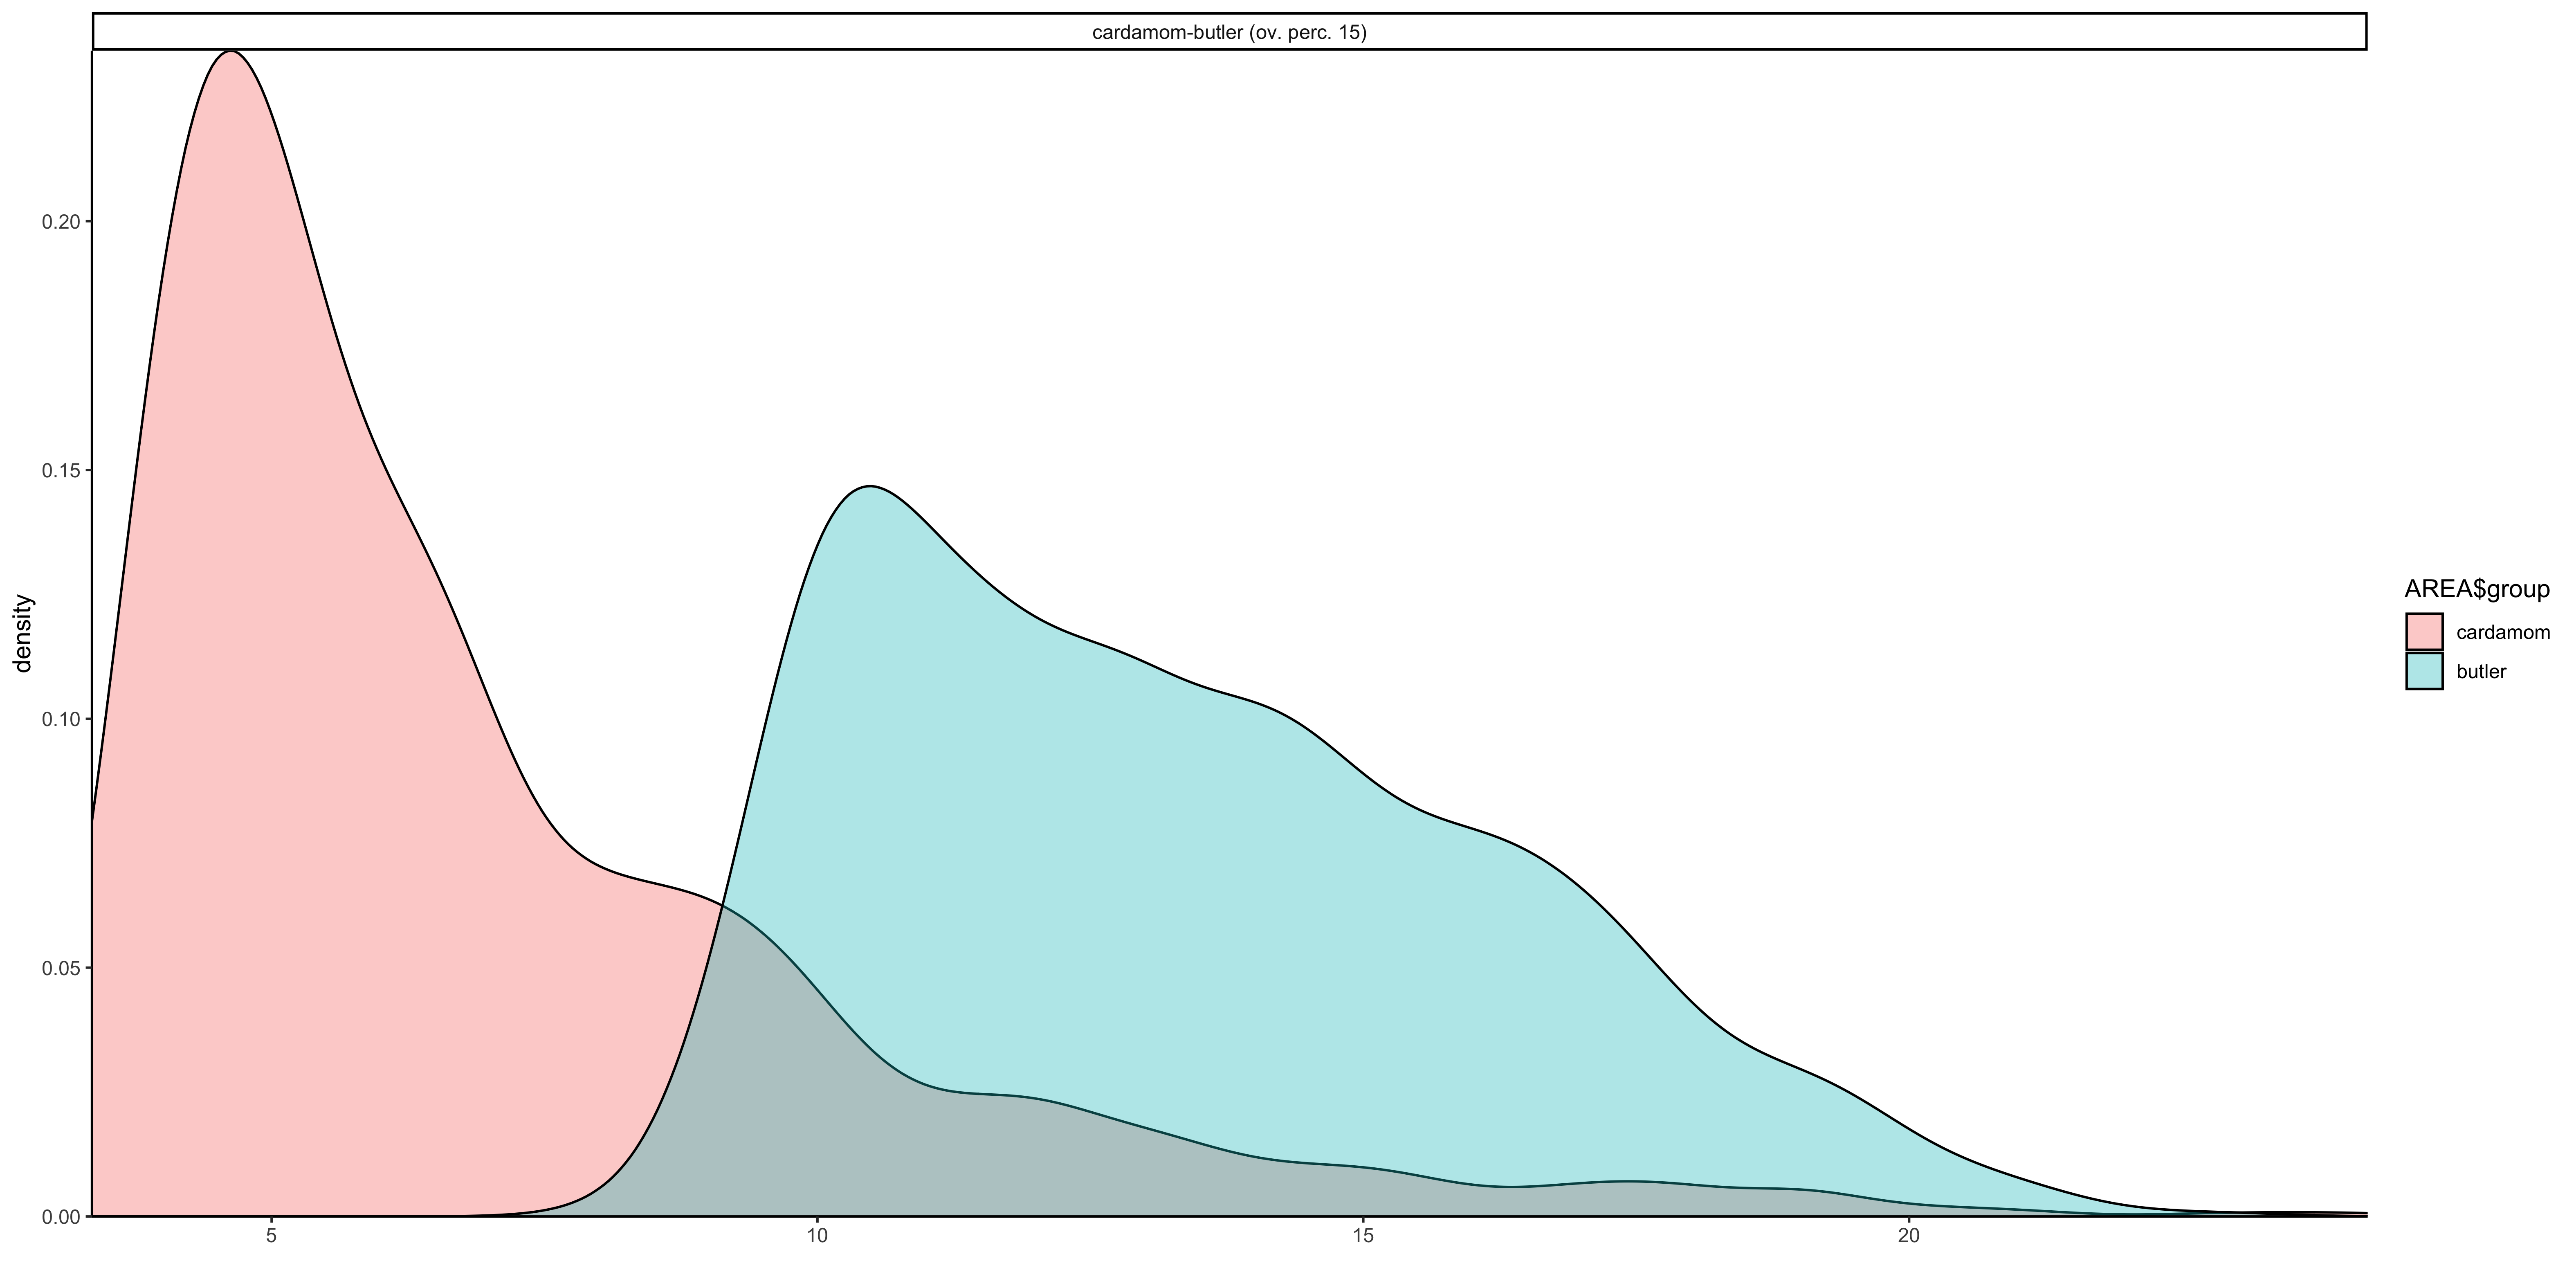 cardamom-butler (ov. perc. 15)
0.20
0.15
0.10
0.05
0.00
density
5
10
15
20
AREA$group
cardamom
butler